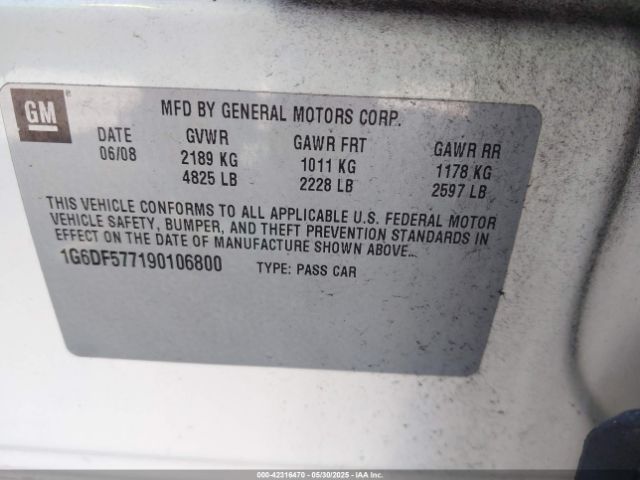 GM ®
MFD BY GENERAL MOTORS CORP.
DATE GVWR GAWR FRT GAWR RR
06/08 2189 KG 1011 KG 1178 KG
4825 LB 2228 LB 2597 LB
THIS VEHICLE CONFORMS TO ALL APPLICABLE U.S. FEDERAL MOTOR
VEHICLE SAFETY, BUMPER, AND THEFT PREVENTION STANDARDS IN
EFFECT ON THE DATE OF MANUFACTURE SHOWN ABOVE.
1G6DF577190106800 TYPE: PASS CAR
000-42316470 — 05/30/2025 — IAA Inc.